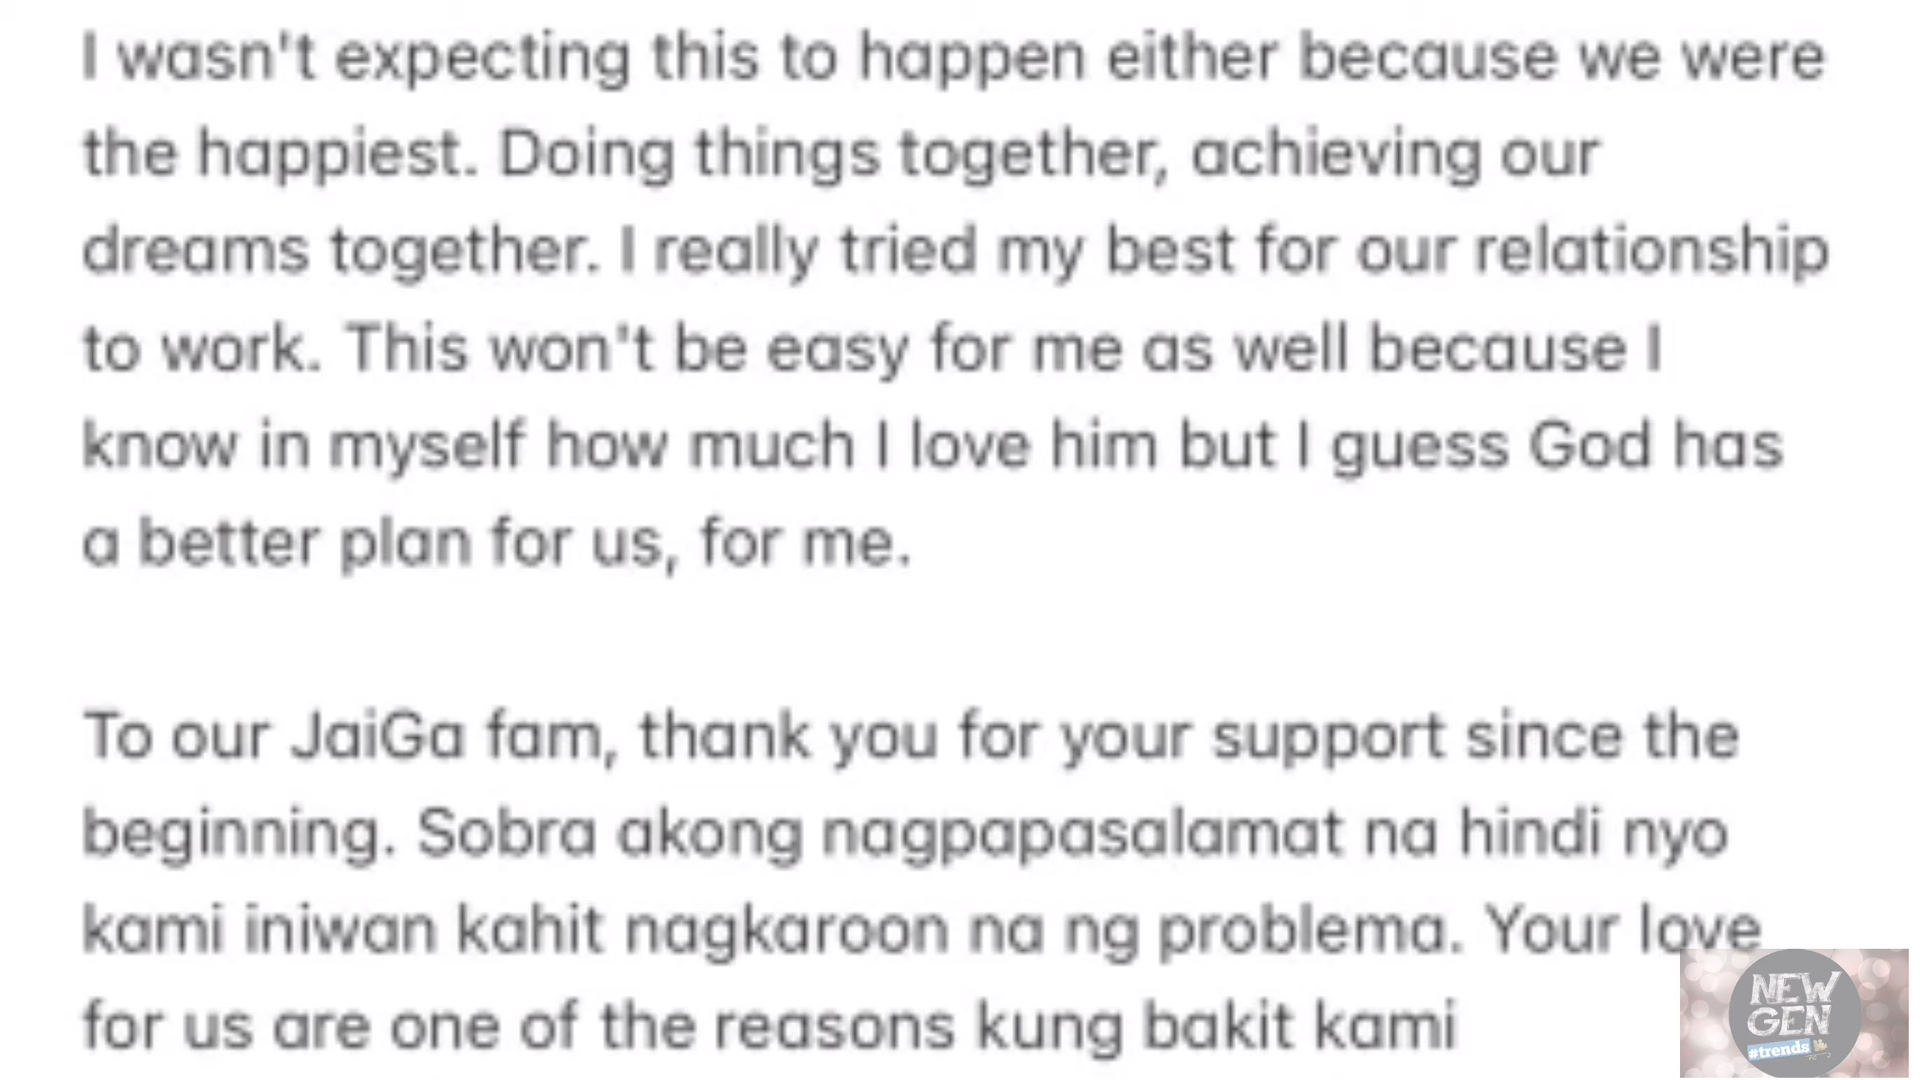 I wasn't expecting this to happen either because we were
the happiest. Doing things together, achieving our
dreams together. I really tried my best for our relationship
to work. This won't be easy for me as well because I
know in myself how much I love him but I guess God has
a better plan for us, for me.
To our JaiGa fam, thank you for your support since the
beginning. Sobra akong nagpapasalamat na hindi nyo
kami iniwan kahit nagkaroon na ng problema. Your love
for us are one of the reasons kung bakit kami
NEW
GEN
#trends